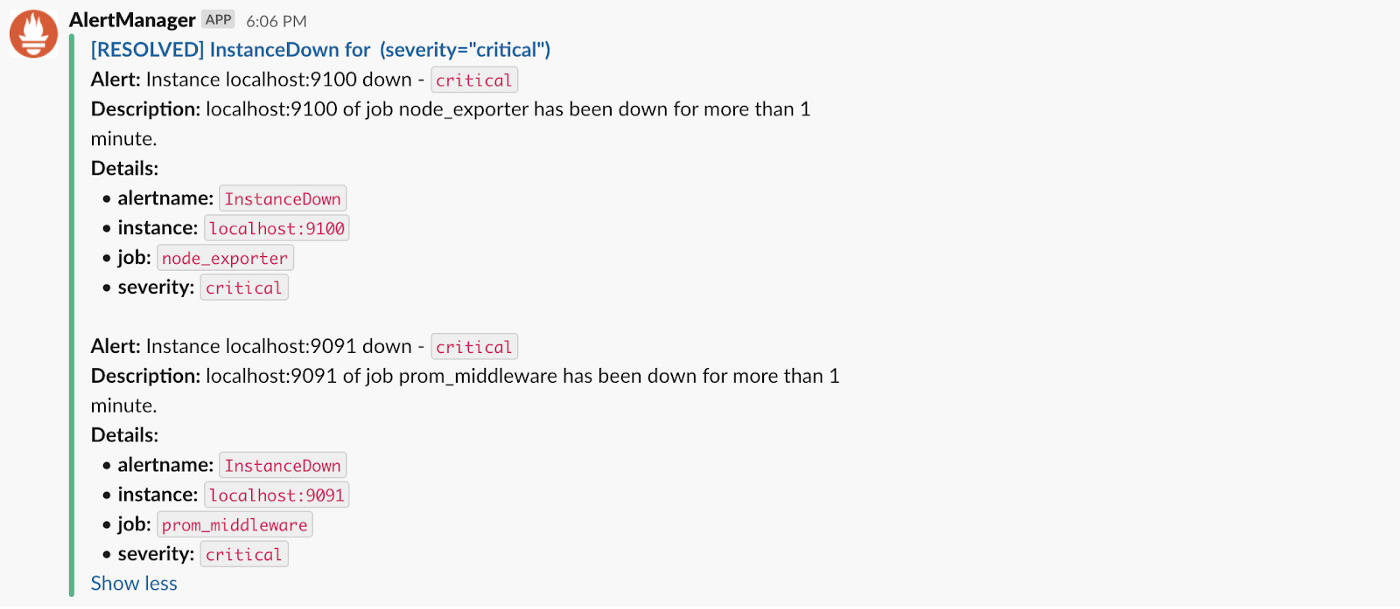 AlertManager APP 6:06 PM
[RESOLVED] InstanceDown for (severity="critical")
Alert: Instance localhost:9100 down - critical
Description: localhost:9100 of job node_exporter has been down for more than 1
minute.
Details:
• alertname: InstanceDown
• instance: localhost:9100
• job: node_exporter
• severity: critical
Alert: Instance localhost:9091 down - critical
Description: localhost:9091 of job prom_middleware has been down for more than 1
minute.
Details:
• alertname: InstanceDown
• instance: localhost:9091
• job: prom_middleware
• severity: critical
Show less